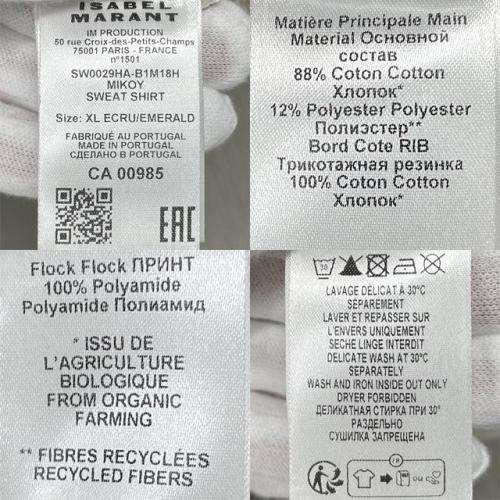 ISABEL
MARANT
IM PRODUCTION
50 rue Croix-des-Petits-Champs
75001 PARIS - FRANCE
n°1501
SW0029HA-B1M18H
MIKOY
SWEAT SHIRT
Size: XL ECRU/EMERALD
FABRIQUÉ AU PORTUGAL
MADE IN PORTUGAL
СДЕЛАНО В PORTUGAL
CA 00985
EAC
Matière Principale Main
Material Основной
состав
88% Coton Cotton
Хлопок*
12% Polyester Polyester
Полиэстер**
Bord Cote RIB
Трикотажная резинка
100% Coton Cotton
Хлопок*
Flock Flock ПРИНТ
100% Polyamide
Polyamide Полиамид
* ISSU DE
L'AGRICULTURE
BIOLOGIQUE
FROM ORGANIC
FARMING
** FIBRES RECYCLÉES
RECYCLED FIBERS
30
LAVAGE DÉLICAT À 30°C
SÉPAREMENT
LAVER ET REPASSER SUR
L'ENVERS UNIQUEMENT
SECHE LINGE INTERDIT
DELICATE WASH AT 30°C
SEPARATELY
WASH AND IRON INSIDE OUT ONLY
DRYER FORBIDDEN
ДЕЛИКАТНАЯ СТИРКА ПРИ 30°
РАЗДЕЛЬНО
СУШИЛКА ЗАПРЕЩЕНА
FR
ou